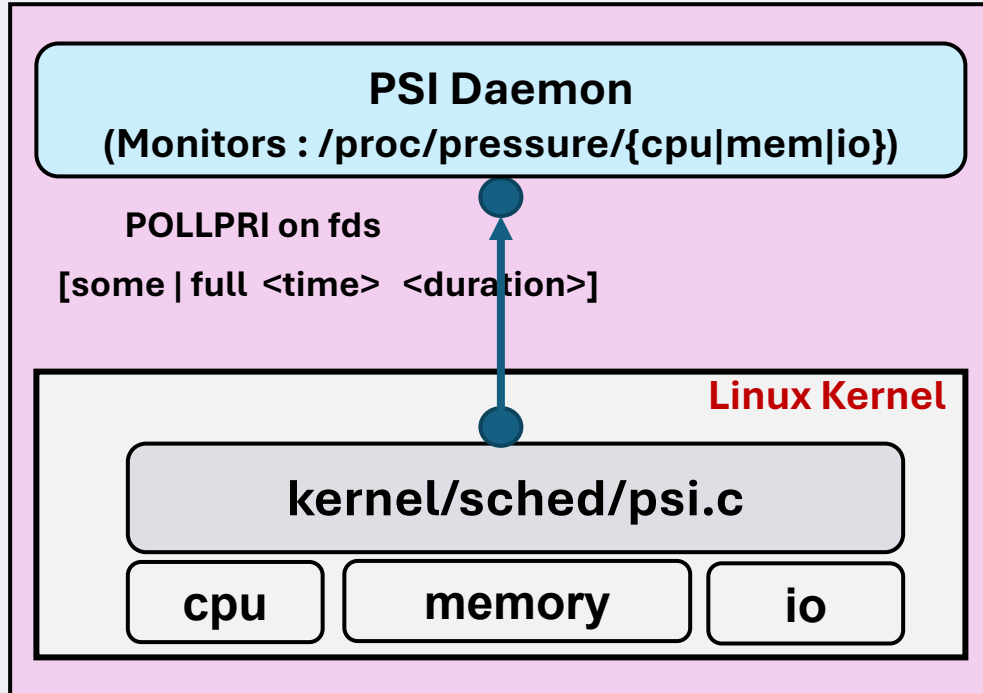 PSI Daemon
(Monitors : /proc/pressure/{cpu|mem|io})
POLLPRI on fds
[some | full <time> <duration>]
Linux Kernel
kernel/sched/psi.c
cpu
memory
io